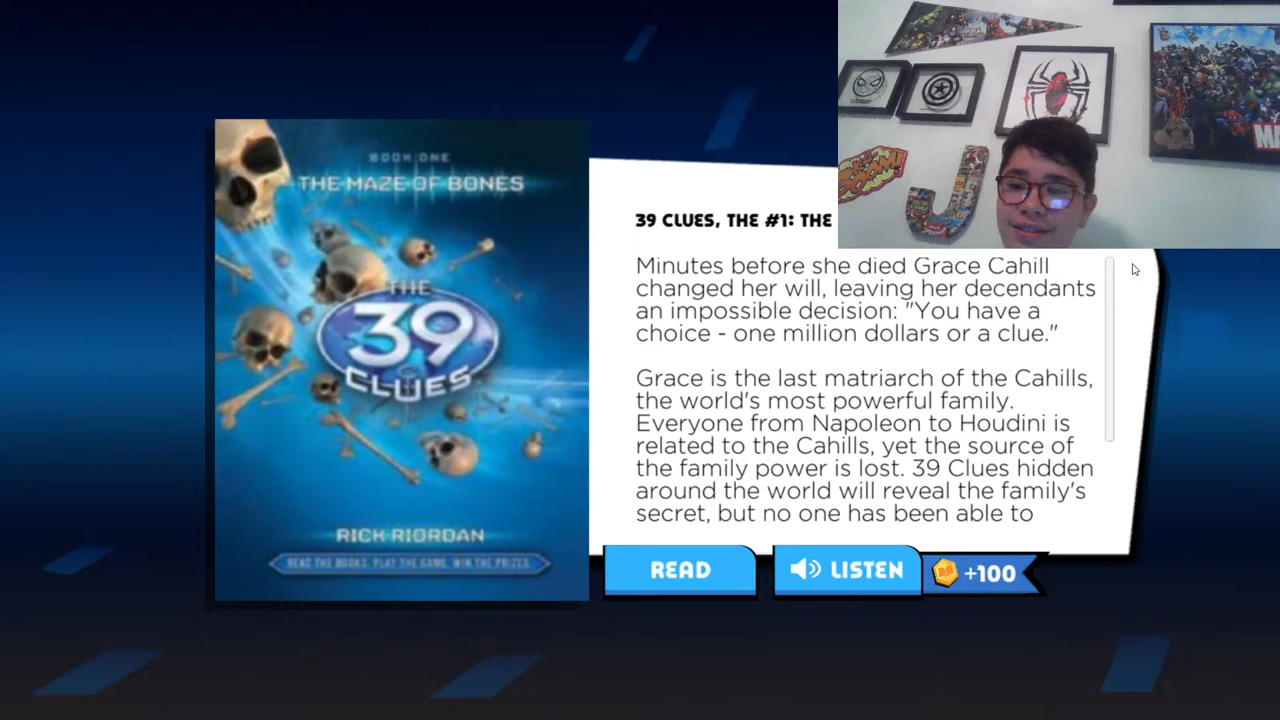 BOOK ONE
THE MAZE OF BONES
THE
39
CLUES
RICK RIORDAN
READ THE BOOKS. PLAY THE GAME. WIN THE PRIZES.
39 CLUES, THE #1: THE
Minutes before she died Grace Cahill
changed her will, leaving her decendants
an impossible decision: "You have a
choice - one million dollars or a clue."
Grace is the last matriarch of the Cahills,
the world's most powerful family.
Everyone from Napoleon to Houdini is
related to the Cahills, yet the source of
the family power is lost. 39 Clues hidden
around the world will reveal the family's
secret, but no one has been able to
READ
LISTEN
+100
BOOM!
J
MA